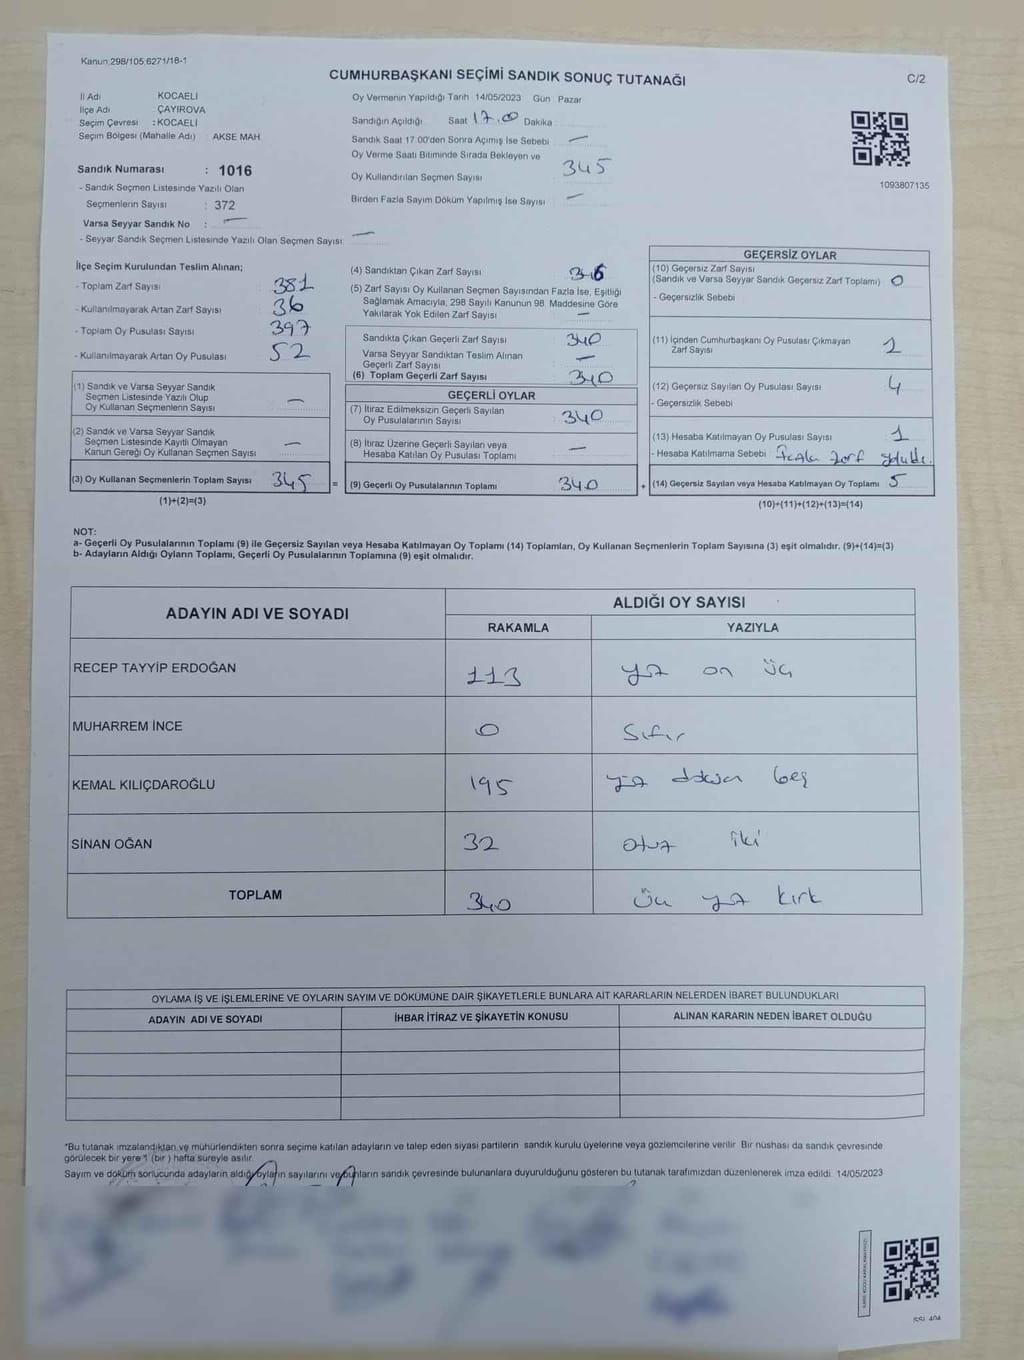 Kanun 298/105 6271/18-1
CUMHURBAŞKANI SEÇİMİ SANDIK SONUÇ TUTANAĞI
C/2
İl Adı KOCAELİ
İlçe Adı ÇAYIROVA
Seçim Çevresi : KOCAELİ
Seçim Bölgesi (Mahalle Adı) : AKSE MAH.
Sandık Numarası : 1016
- Sandık Seçmen Listesinde Yazılı Olan
Seçmenlerin Sayısı : 372
Varsa Seyyar Sandık No : —
- Seyyar Sandık Seçmen Listesinde Yazılı Olan Seçmen Sayısı: —
Oy Vermenin Yapıldığı Tarih 14/05/2023 Gün Pazar
Sandığın Açıldığı Saat 17.00 Dakika
Sandık Saat 17.00'den Sonra Açımış İse Sebebi —
Oy Verme Saati Bitiminde Sırada Bekleyen ve
Oy Kullandırılan Seçmen Sayısı 345
Birden Fazla Sayım Döküm Yapılmış İse Sayısı —
1093807135
İlçe Seçim Kurulundan Teslim Alınan;
- Toplam Zarf Sayısı 381
- Kullanılmayarak Artan Zarf Sayısı 36
- Toplam Oy Pusulası Sayısı 397
- Kullanılmayarak Artan Oy Pusulası 52
(1) Sandık ve Varsa Seyyar Sandık
Seçmen Listesinde Yazılı Olup
Oy Kullanan Seçmenlerin Sayısı —
(2) Sandık ve Varsa Seyyar Sandık
Seçmen Listesinde Kayıtlı Olmayan
Kanun Gereği Oy Kullanan Seçmen Sayısı —
(3) Oy Kullanan Seçmenlerin Toplam Sayısı 345 =
(1)+(2)=(3)
(4) Sandıktan Çıkan Zarf Sayısı 346
(5) Zarf Sayısı Oy Kullanan Seçmen Sayısından Fazla İse, Eşitliği
Sağlamak Amacıyla, 298 Sayılı Kanunun 98. Maddesine Göre
Yakılarak Yok Edilen Zarf Sayısı —
Sandıkta Çıkan Geçerli Zarf Sayısı 340
Varsa Seyyar Sandıktan Teslim Alınan
Geçerli Zarf Sayısı —
(6) Toplam Geçerli Zarf Sayısı 340
GEÇERLİ OYLAR
(7) İtiraz Edilmeksizin Geçerli Sayılan
Oy Pusulalarının Sayısı 340
(8) İtiraz Üzerine Geçerli Sayılan veya
Hesaba Katılan Oy Pusulası Toplamı —
(9) Geçerli Oy Pusulalarının Toplamı 340 +
GEÇERSİZ OYLAR
(10) Geçersiz Zarf Sayısı
(Sandık ve Varsa Seyyar Sandık Geçersiz Zarf Toplamı) 0
- Geçersizlik Sebebi
(11) İçinden Cumhurbaşkanı Oy Pusulası Çıkmayan
Zarf Sayısı 1
(12) Geçersiz Sayılan Oy Pusulası Sayısı 4
- Geçersizlik Sebebi
(13) Hesaba Katılmayan Oy Pusulası Sayısı 1
- Hesaba Katılmama Sebebi Fazla zarf
(14) Geçersiz Sayılan veya Hesaba Katılmayan Oy Toplamı 5
(10)+(11)+(12)+(13)=(14)
NOT:
a- Geçerli Oy Pusulalarının Toplamı (9) ile Geçersiz Sayılan veya Hesaba Katılmayan Oy Toplamı (14) Toplamları, Oy Kullanan Seçmenlerin Toplam Sayısına (3) eşit olmalıdır. (9)+(14)=(3)
b- Adayların Aldığı Oyların Toplamı, Geçerli Oy Pusulalarının Toplamına (9) eşit olmalıdır.
ADAYIN ADI VE SOYADI
ALDIĞI OY SAYISI
RAKAMLA YAZIYLA
RECEP TAYYİP ERDOĞAN 113 yüz on üç
MUHARREM İNCE 0 Sıfır
KEMAL KILIÇDAROĞLU 195 yüz doksan beş
SİNAN OĞAN 32 otuz iki
TOPLAM 340 üç yüz kırk
OYLAMA İŞ VE İŞLEMLERİNE VE OYLARIN SAYIM VE DÖKÜMÜNE DAİR ŞİKAYETLERLE BUNLARA AİT KARARLARIN NELERDEN İBARET BULUNDUKLARI
ADAYIN ADI VE SOYADI İHBAR İTİRAZ VE ŞİKAYETİN KONUSU ALINAN KARARIN NEDEN İBARET OLDUĞU
*Bu tutanak imzalandıktan ve mühürlendikten sonra seçime katılan adayların ve talep eden siyasi partilerin sandık kurulu üyelerine veya gözlemcilerine verilir. Bir nüshası da sandık çevresinde
görülecek bir yere 1 (bir) hafta süreyle asılır.
Sayım ve döküm sonucunda adayların aldığı oyların sayılarını ve bunların sandık çevresinde bulunanlara duyurulduğunu gösteren bu tutanak tarafımızdan düzenlenerek imza edildi. 14/05/2023